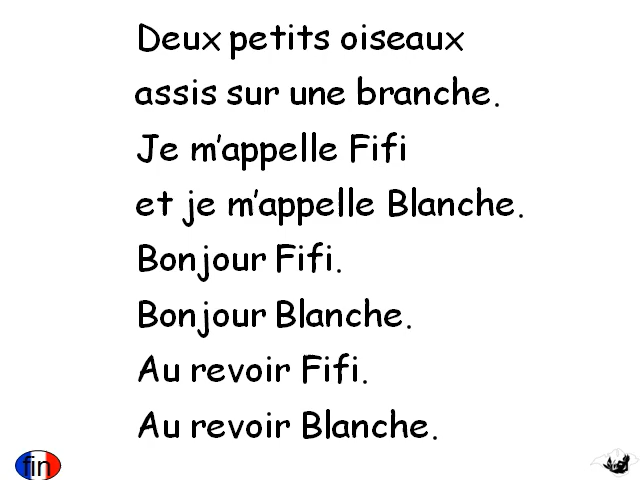 Deux petits oiseaux
assis sur une branche.
Je m'appelle Fifi
et je m'appelle Blanche.
Bonjour Fifi.
Bonjour Blanche.
Au revoir Fifi.
Au revoir Blanche.
fin